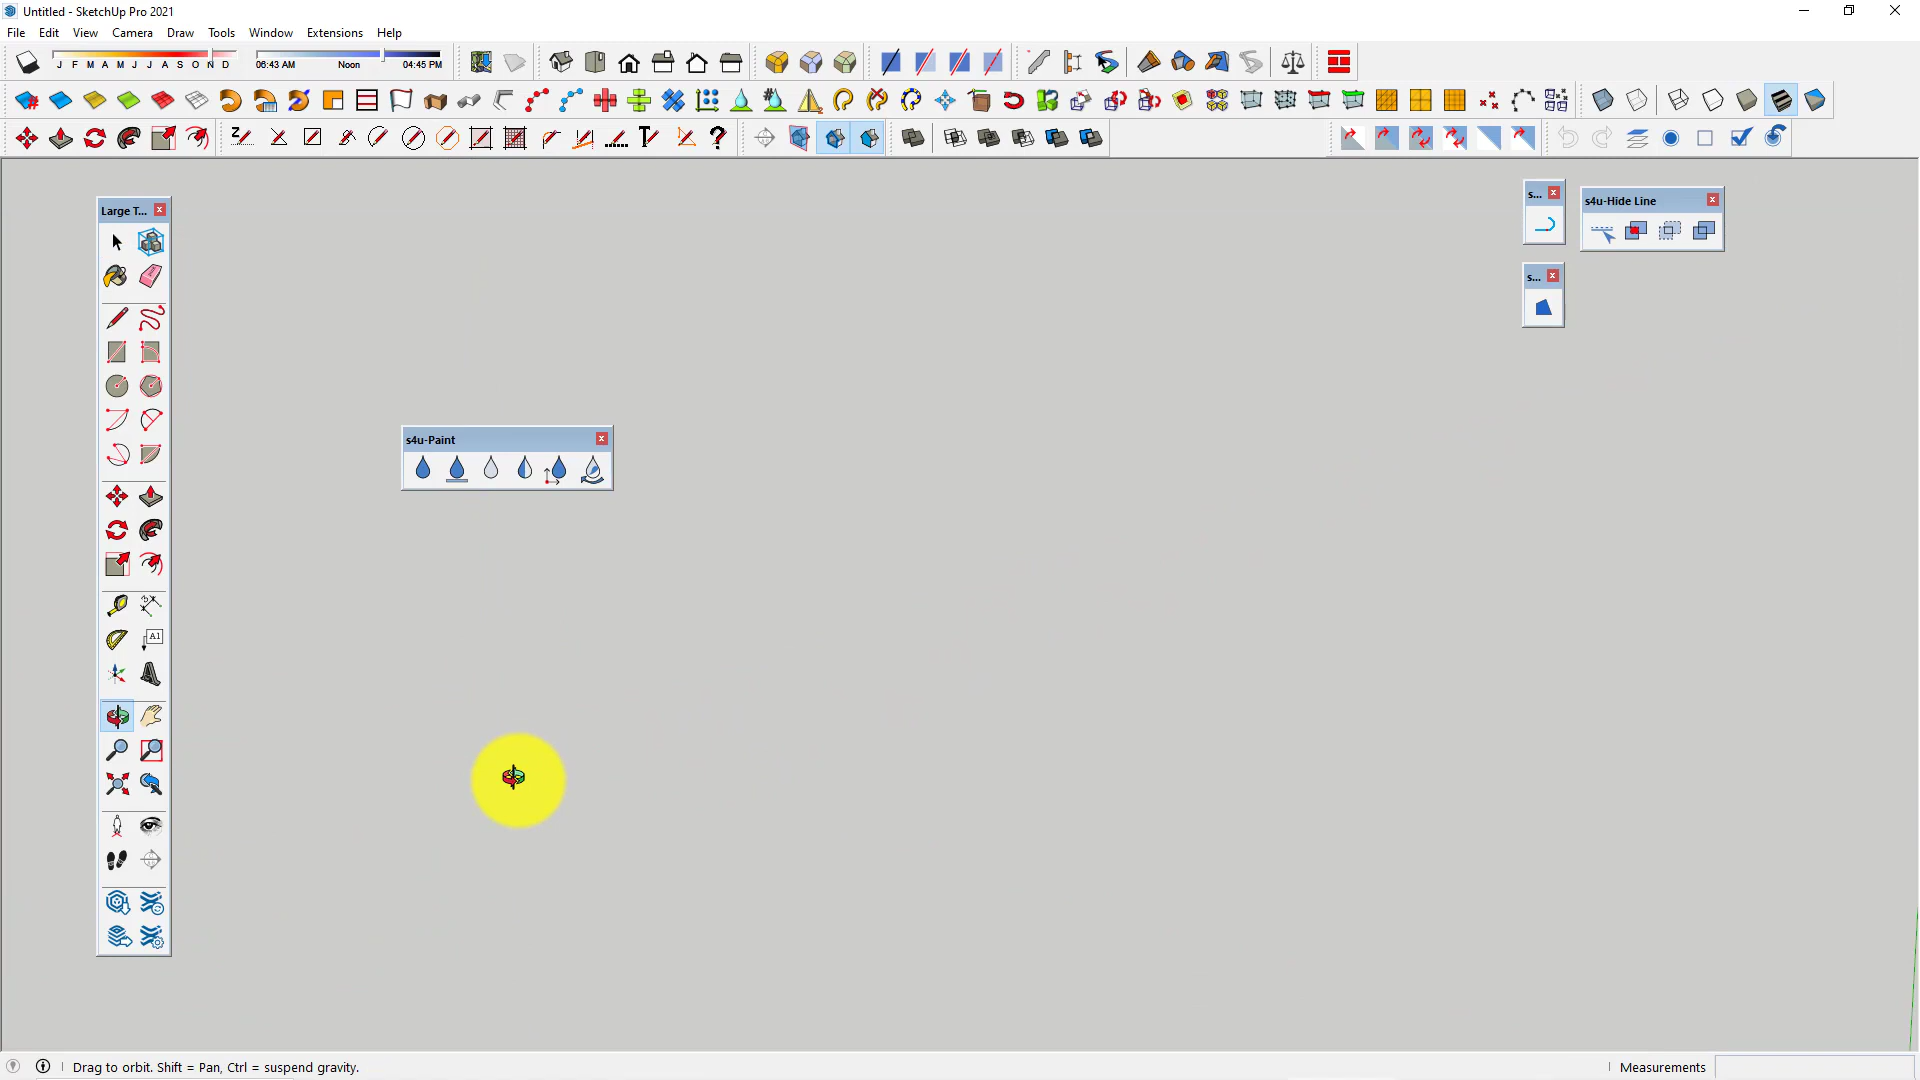 Untitled - SketchUp Pro 2021
File Edit View Camera Draw Tools Window Extensions Help
J F M A M J J A S O N D
06:43 AM Noon 04:45 PM
Large T...
s...
s4u-Hide Line
s...
s4u-Paint
A1
Drag to orbit. Shift = Pan, Ctrl = suspend gravity.
Measurements